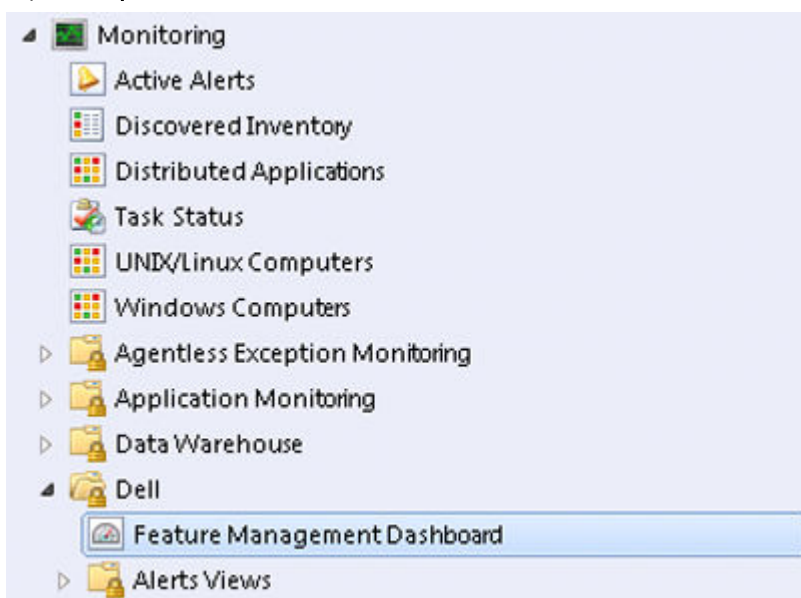 Monitoring
Active Alerts
Discovered Inventory
Distributed Applications
Task Status
UNIX/Linux Computers
Windows Computers
Agentless Exception Monitoring
Application Monitoring
Data Warehouse
Dell
Feature Management Dashboard
Alerts Views